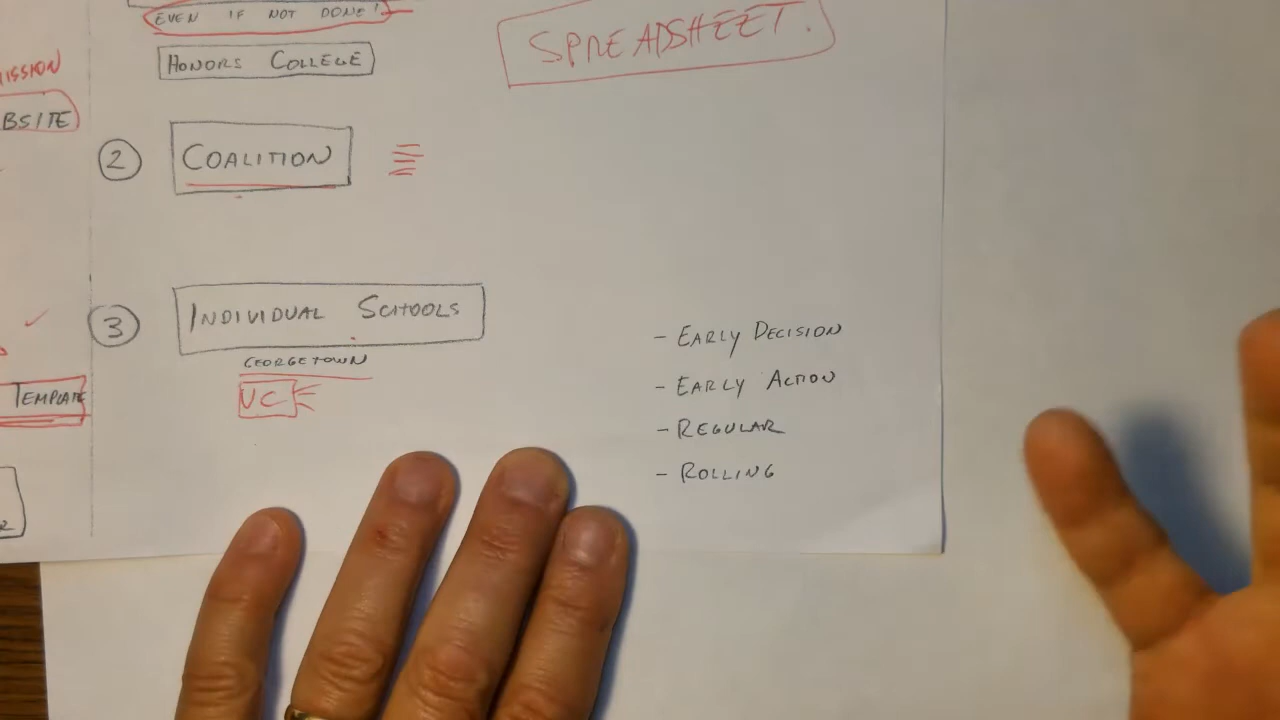 EVEN IF NOT DONE!
SPREADSHEET.
HONORS COLLEGE
BSITE
2
COALITION
3
INDIVIDUAL SCHOOLS
GEORGETOWN
UC
TEMPLATE
- EARLY DECISION
- EARLY ACTION
- REGULAR
- ROLLING